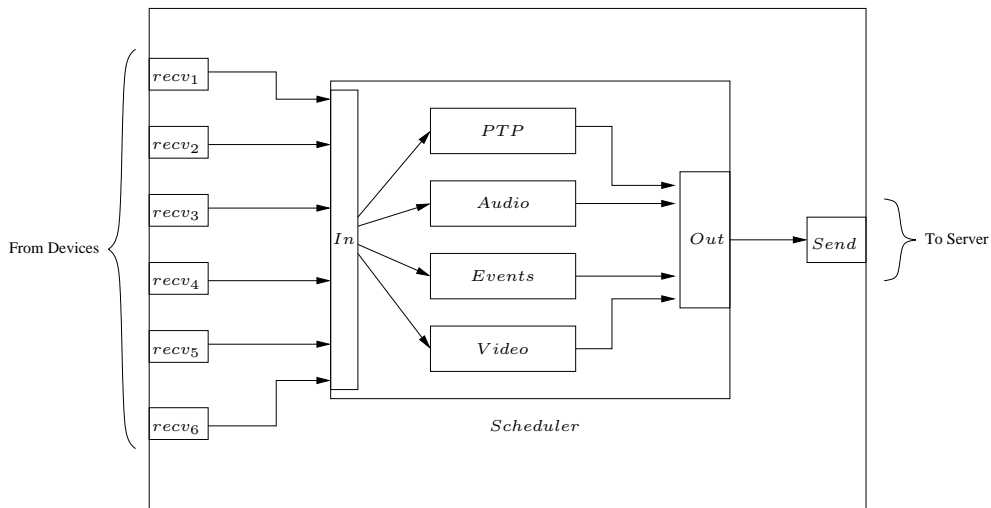 From Devices
recv₁
recv₂
recv₃
recv₄
recv₅
recv₆
In
PTP
Audio
Events
Video
Out
Scheduler
Send
To Server